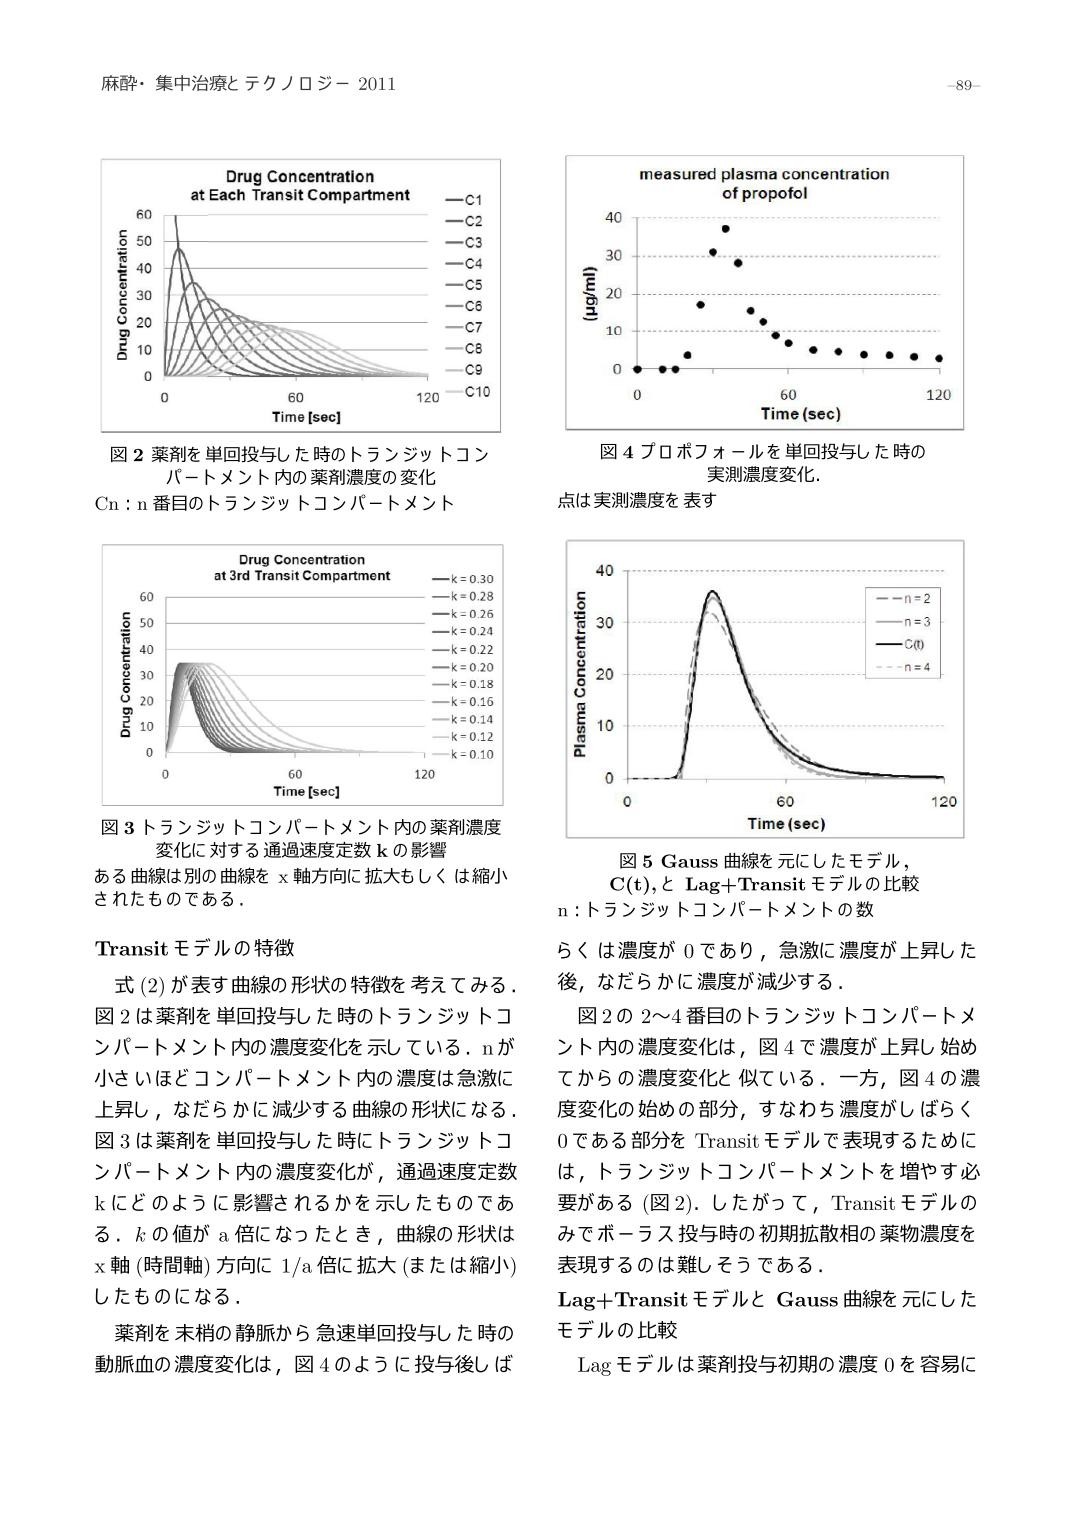 麻酔・集中治療とテクノロジー 2011
–89–
Drug Concentration
at Each Transit Compartment
Drug Concentration
60
50
40
30
20
10
0
0
60
120
Time [sec]
C1
C2
C3
C4
C5
C6
C7
C8
C9
C10
図 2 薬剤を単回投与した時のトランジットコン
パートメント内の薬剤濃度の変化
Cn : n 番目のトランジットコンパートメント
Drug Concentration
at 3rd Transit Compartment
Drug Concentration
60
50
40
30
20
10
0
0
60
120
Time [sec]
k = 0.30
k = 0.28
k = 0.26
k = 0.24
k = 0.22
k = 0.20
k = 0.18
k = 0.16
k = 0.14
k = 0.12
k = 0.10
図 3 トランジットコンパートメント内の薬剤濃度
変化に対する通過速度定数 k の影響
ある曲線は別の曲線を x 軸方向に拡大もしくは縮小
されたものである.
Transit モデルの特徴
式 (2) が表す曲線の形状の特徴を考えてみる.
図 2 は薬剤を単回投与した時のトランジットコ
ンパートメント内の濃度変化を示している. n が
小さいほどコンパートメント内の濃度は急激に
上昇し, なだらかに減少する曲線の形状になる.
図 3 は薬剤を単回投与した時にトランジットコ
ンパートメント内の濃度変化が, 通過速度定数
k にどのように影響されるかを示したものであ
る. k の値が a 倍になったとき, 曲線の形状は
x 軸 (時間軸) 方向に 1/a 倍に拡大 (または縮小)
したものになる.
薬剤を末梢の静脈から急速単回投与した時の
動脈血の濃度変化は, 図 4 のように投与後しば
measured plasma concentration
of propofol
(μg/ml)
40
30
20
10
0
0
60
120
Time (sec)
図 4 プロポフォールを単回投与した時の
実測濃度変化.
点は実測濃度を表す
Plasma Concentration
40
30
20
10
0
0
60
120
Time (sec)
n = 2
n = 3
C(t)
n = 4
図 5 Gauss 曲線を元にしたモデル,
C(t), と Lag+Transit モデルの比較
n : トランジットコンパートメントの数
らくは濃度が 0 であり, 急激に濃度が上昇した
後, なだらかに濃度が減少する.
図 2 の 2〜4 番目のトランジットコンパートメ
ント内の濃度変化は, 図 4 で濃度が上昇し始め
てからの濃度変化と似ている. 一方, 図 4 の濃
度変化の始めの部分, すなわち濃度がしばらく
0 である部分を Transit モデルで表現するために
は, トランジットコンパートメントを増やす必
要がある (図 2). したがって, Transit モデルの
みでボーラス投与時の初期拡散相の薬物濃度を
表現するのは難しそうである.
Lag+Transit モデルと Gauss 曲線を元にした
モデルの比較
Lag モデルは薬剤投与初期の濃度 0 を容易に